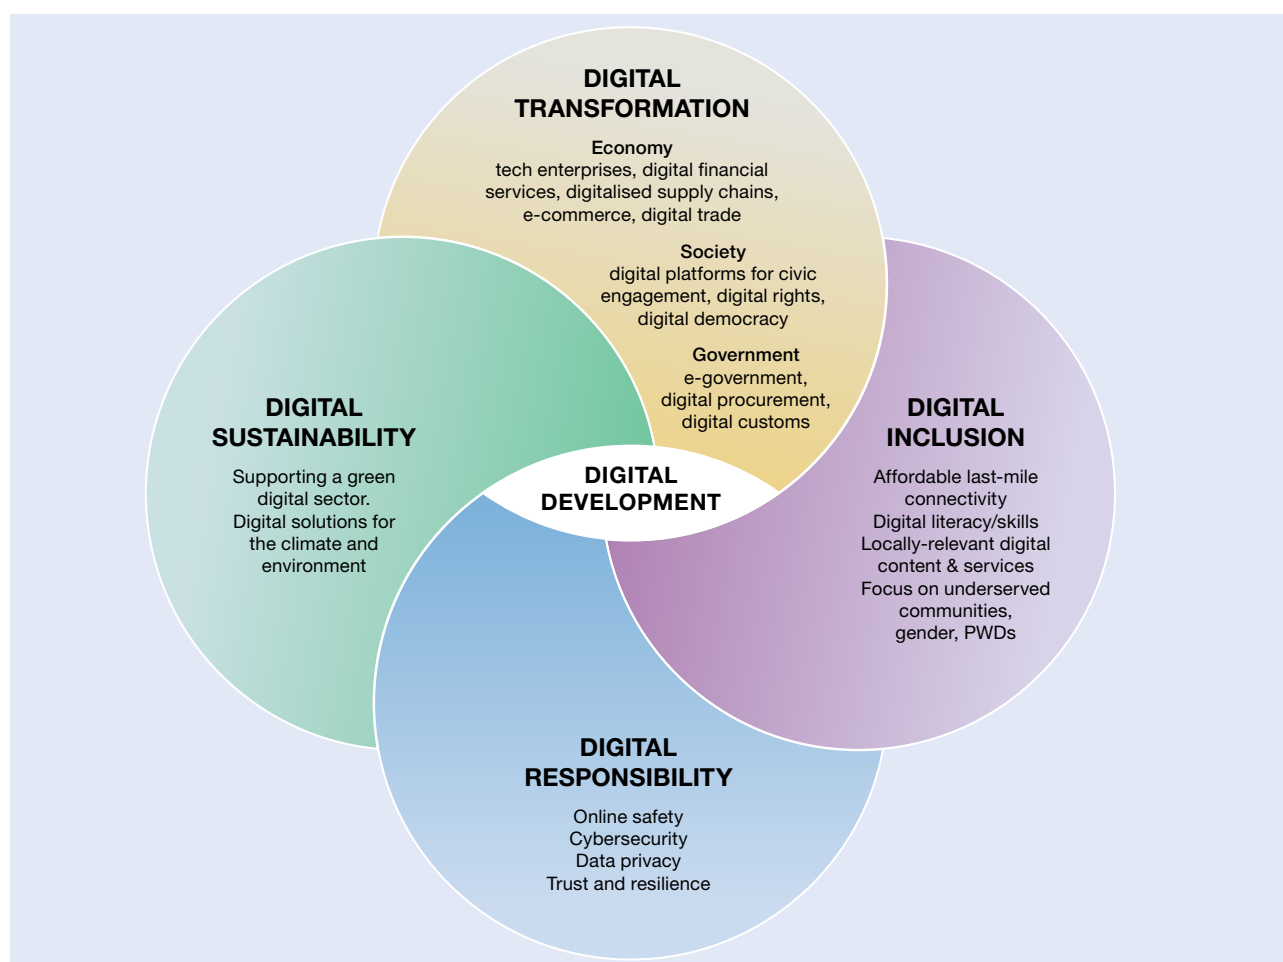 DIGITAL
TRANSFORMATION
Economy
tech enterprises, digital financial
services, digitalised supply chains,
e-commerce, digital trade
Society
digital platforms for civic
engagement, digital rights,
digital democracy
Government
e-government,
digital procurement,
digital customs
DIGITAL
SUSTAINABILITY
Supporting a green
digital sector.
Digital solutions for
the climate and
environment
DIGITAL
DEVELOPMENT
DIGITAL
INCLUSION
Affordable last-mile
connectivity
Digital literacy/skills
Locally-relevant digital
content & services
Focus on underserved
communities,
gender, PWDs
DIGITAL
RESPONSIBILITY
Online safety
Cybersecurity
Data privacy
Trust and resilience